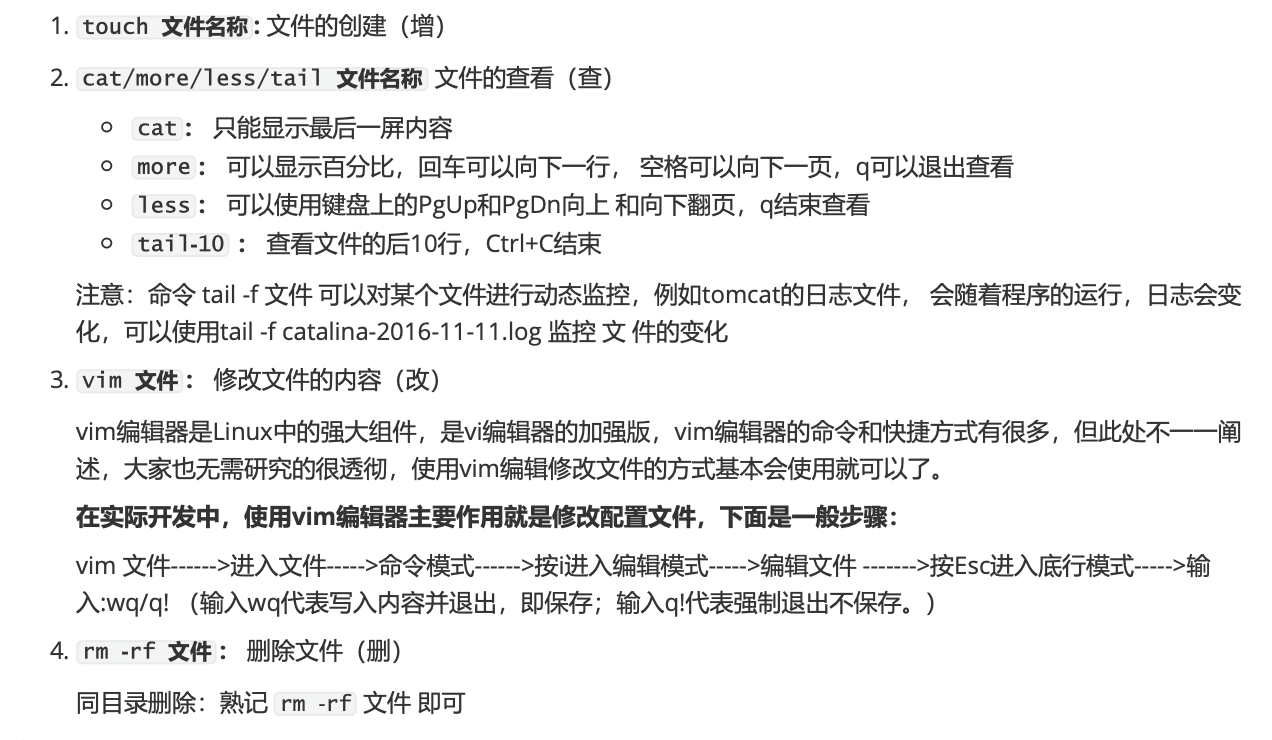 1. touch 文件名称: 文件的创建（增）
2. cat/more/less/tail 文件名称 文件的查看（查）
cat： 只能显示最后一屏内容
more： 可以显示百分比，回车可以向下一行， 空格可以向下一页，q可以退出查看
less： 可以使用键盘上的PgUp和PgDn向上 和向下翻页，q结束查看
tail-10 ： 查看文件的后10行，Ctrl+C结束
注意：命令 tail -f 文件 可以对某个文件进行动态监控，例如tomcat的日志文件， 会随着程序的运行，日志会变
化，可以使用tail -f catalina-2016-11-11.log 监控 文 件的变化
3. vim 文件： 修改文件的内容（改）
vim编辑器是Linux中的强大组件，是vi编辑器的加强版，vim编辑器的命令和快捷方式有很多，但此处不一一阐
述，大家也无需研究的很透彻，使用vim编辑修改文件的方式基本会使用就可以了。
在实际开发中，使用vim编辑器主要作用就是修改配置文件，下面是一般步骤：
vim 文件------>进入文件----->命令模式------>按i进入编辑模式----->编辑文件 ------->按Esc进入底行模式----->输
入:wq/q! （输入wq代表写入内容并退出，即保存；输入q!代表强制退出不保存。）
4. rm -rf 文件： 删除文件（删）
同目录删除：熟记 rm -rf 文件 即可